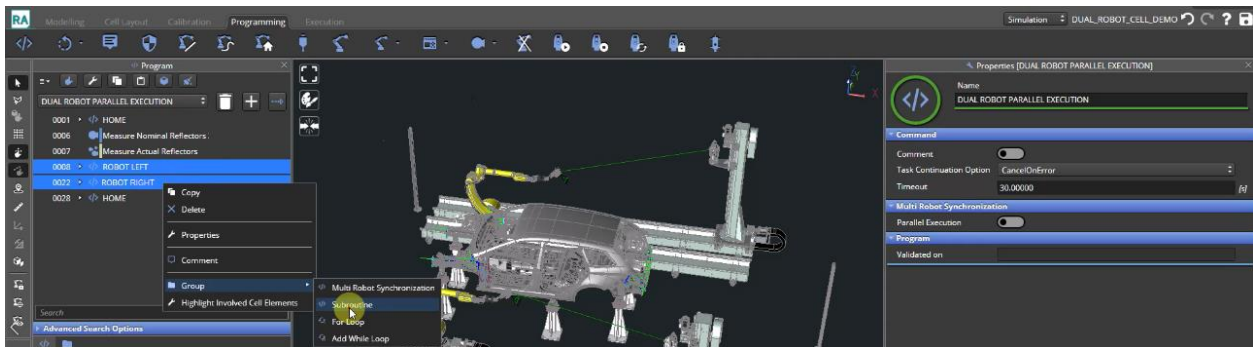 RA Modelling Cell Layout Calibration Programming Execution Simulation DUAL_ROBOT_CELL_DEMO ?
Program
DUAL ROBOT PARALLEL EXECUTION
0001 HOME
0006 Measure Nominal Reflectors
0007 Measure Actual Reflectors
0008 ROBOT LEFT
0022 ROBOT RIGHT
0028 HOME
Copy
Delete
Properties
Comment
Group
Highlight Involved Cell Elements
Multi Robot Synchronization
Subroutine
For Loop
Add While Loop
Search
Advanced Search Options
Properties [DUAL ROBOT PARALLEL EXECUTION]
Name
DUAL ROBOT PARALLEL EXECUTION
Command
Comment
Task Continuation Option CancelOnError
Timeout 30.00000 [s]
Multi Robot Synchronization
Parallel Execution
Program
Validated on